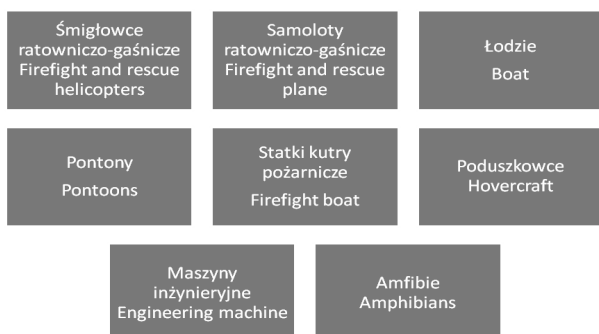 Śmigłowce
ratowniczo-gaśnicze
Firefight and rescue
helicopters
Samoloty
ratowniczo-gaśnicze
Firefight and rescue
plane
Łodzie
Boat
Pontony
Pontoons
Statki kutry
pożarnicze
Firefight boat
Poduszkowce
Hovercraft
Maszyny
inżynieryjne
Engineering machine
Amfibie
Amphibians